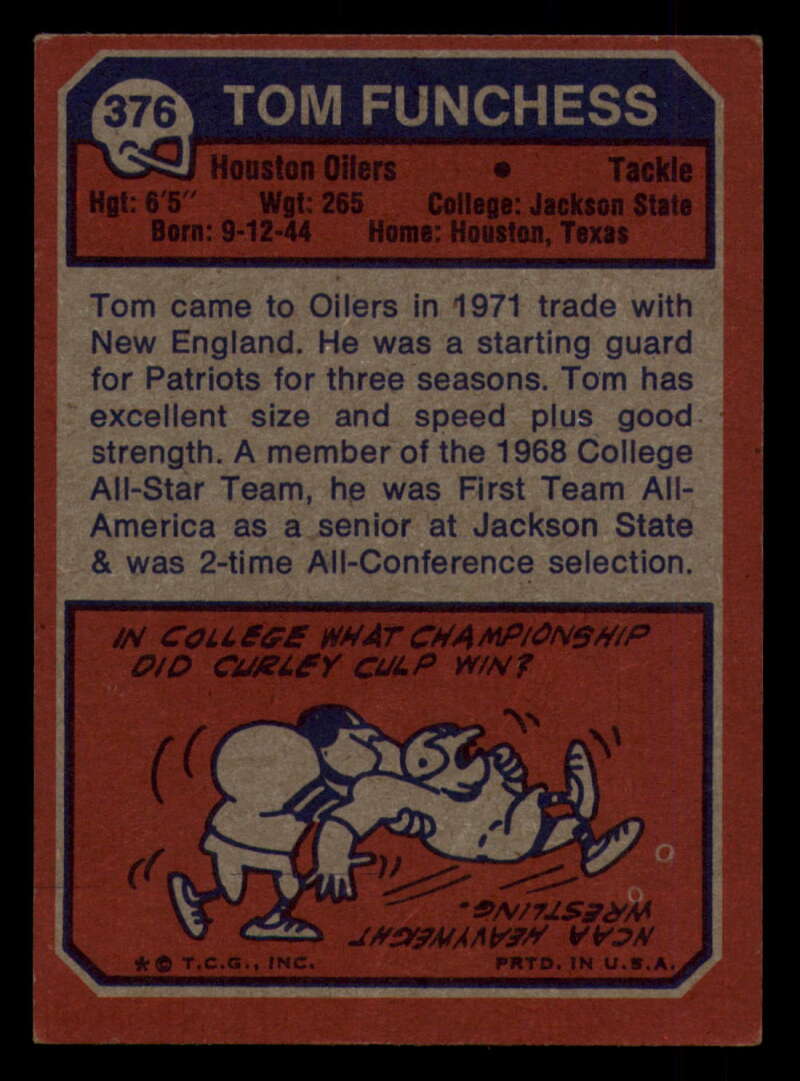 376 TOM FUNCHESS
Houston Oilers • Tackle
Hgt: 6'5" Wgt: 265 College: Jackson State
Born: 9-12-44 Home: Houston, Texas
Tom came to Oilers in 1971 trade with
New England. He was a starting guard
for Patriots for three seasons. Tom has
excellent size and speed plus good
strength. A member of the 1968 College
All-Star Team, he was First Team All-
America as a senior at Jackson State
& was 2-time All-Conference selection.
IN COLLEGE WHAT CHAMPIONSHIP
DID CURLEY CULP WIN?
NCAA HEAVYWEIGHT
WRESTLING.
*© T.C.G., INC. PRTD. IN U.S.A.